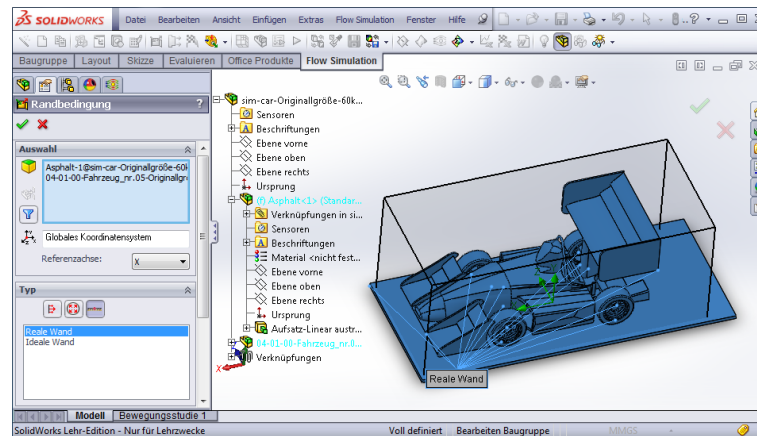 SOLIDWORKS Datei Bearbeiten Ansicht Einfügen Extras Flow Simulation Fenster Hilfe
Baugruppe Layout Skizze Evaluieren Office Produkte Flow Simulation
Randbedingung ?
Auswahl
Asphalt-1@sim-car-Originallgröße-60k
04-01-00-Fahrzeug_nr.05-Originallgr
Globales Koordinatensystem
Referenzachse: X
Typ
Reale Wand
Ideale Wand
sim-car-Originallgröße-60k...
Sensoren
Beschriftungen
Ebene vorne
Ebene oben
Ebene rechts
Ursprung
(f) Asphalt<1> (Standar...
Verknüpfungen in si...
Sensoren
Beschriftungen
Material <nicht fest...
Ebene vorne
Ebene oben
Ebene rechts
Ursprung
Aufsatz-Linear austr...
04-01-00-Fahrzeug_nr.0...
Verknüpfungen
X
Reale Wand
Modell Bewegungsstudie 1
SolidWorks Lehr-Edition - Nur für Lehrzwecke Voll definiert Bearbeiten Baugruppe MMGS